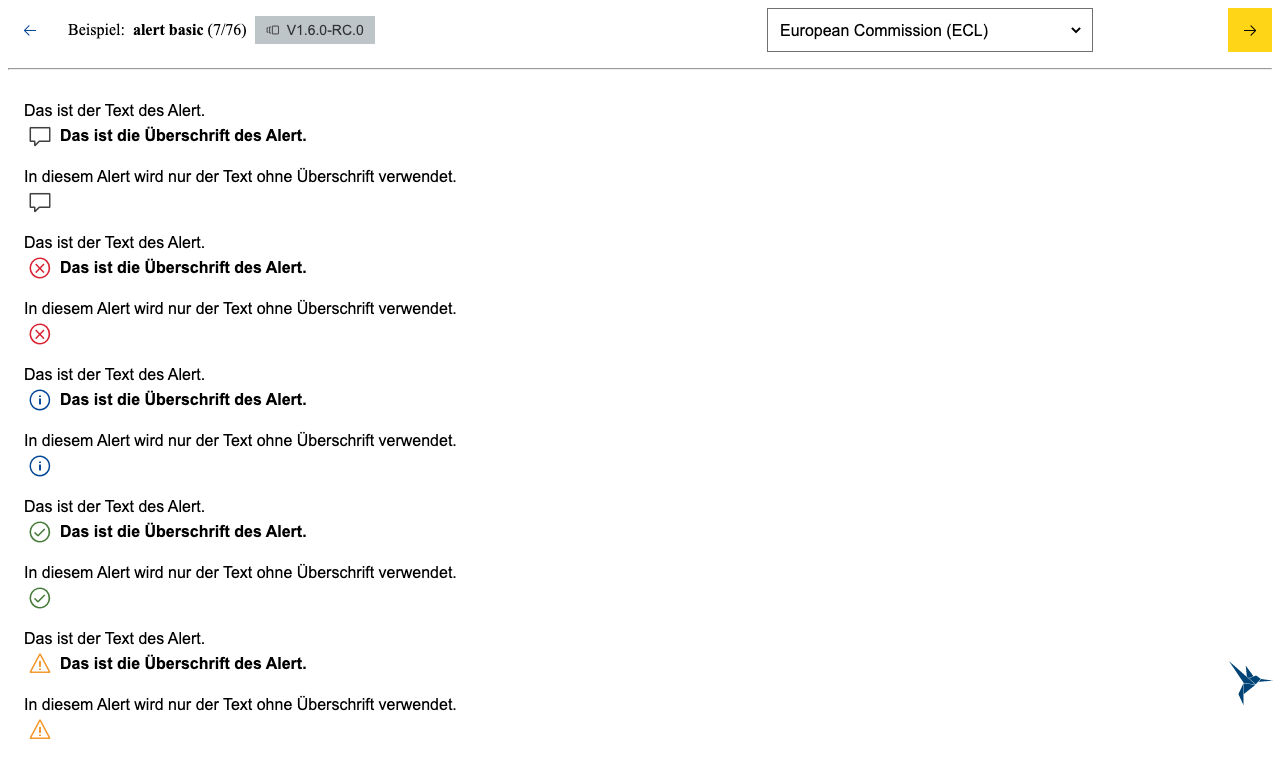 Beispiel: alert basic (7/76) V1.6.0-RC.0 European Commission (ECL)
Das ist der Text des Alert.
Das ist die Überschrift des Alert.
In diesem Alert wird nur der Text ohne Überschrift verwendet.
Das ist der Text des Alert.
Das ist die Überschrift des Alert.
In diesem Alert wird nur der Text ohne Überschrift verwendet.
Das ist der Text des Alert.
Das ist die Überschrift des Alert.
In diesem Alert wird nur der Text ohne Überschrift verwendet.
Das ist der Text des Alert.
Das ist die Überschrift des Alert.
In diesem Alert wird nur der Text ohne Überschrift verwendet.
Das ist der Text des Alert.
Das ist die Überschrift des Alert.
In diesem Alert wird nur der Text ohne Überschrift verwendet.